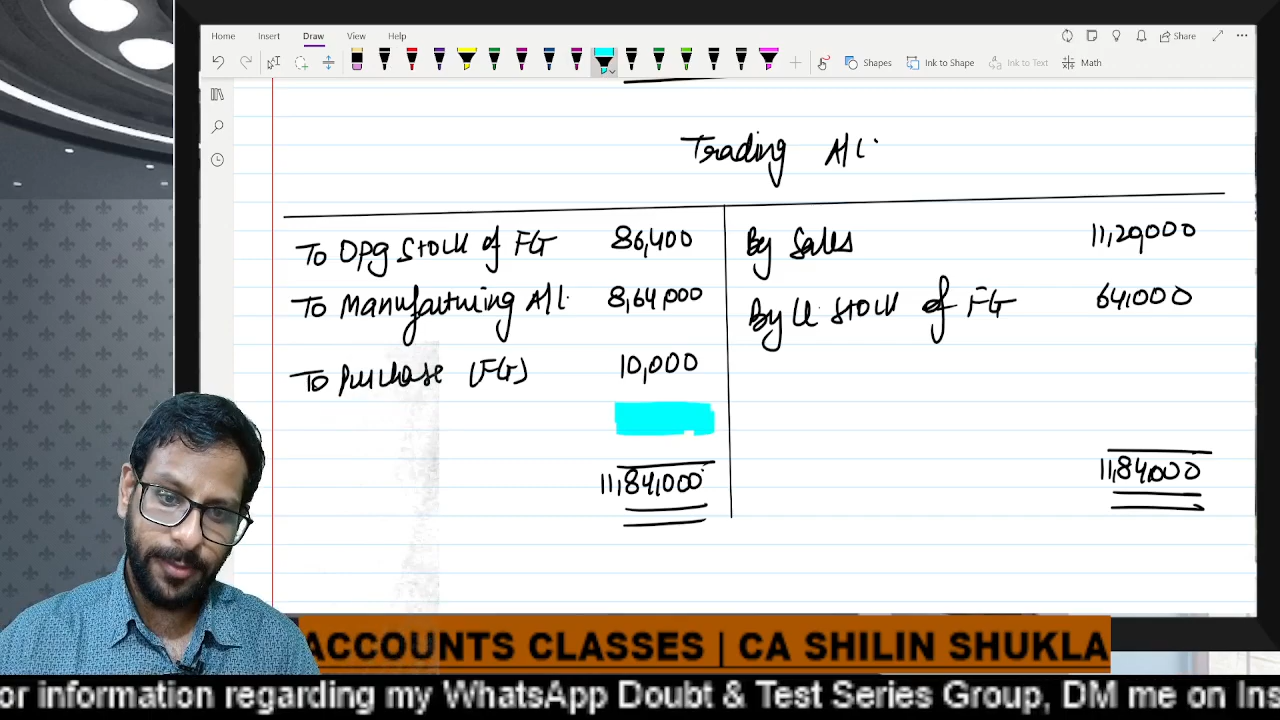 Home Insert Draw View Help
Share
Shapes Ink to Shape Ink to Text Math
Trading A/c
To Opg Stock of FG 86,400 By Sales 11,20,000
To Manufacturing A/c 8,64,000 By Cl. Stock of FG 64,000
To Purchase (FG) 10,000
11,84,000 11,84,000
ACCOUNTS CLASSES | CA SHILIN SHUKLA
or information regarding my WhatsApp Doubt & Test Series Group, DM me on Ins